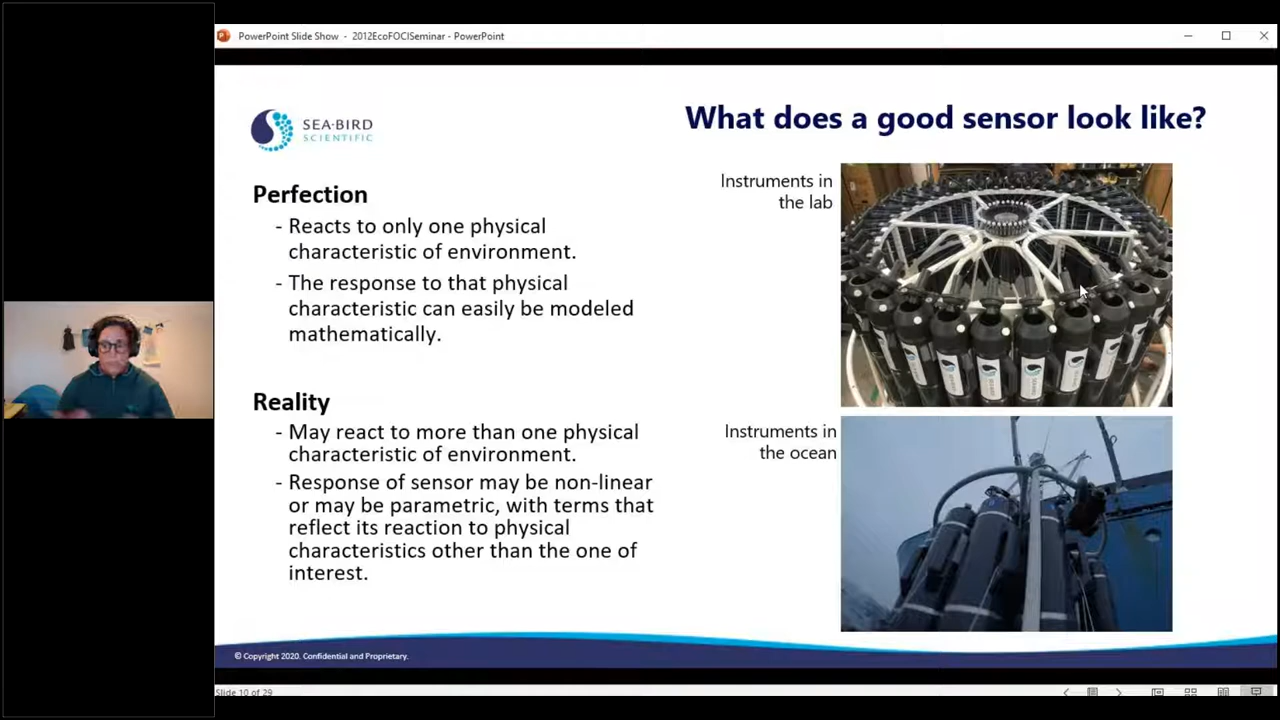 PowerPoint Slide Show - 2012EcoFOCISeminar - PowerPoint
SEA·BIRD
SCIENTIFIC
What does a good sensor look like?
Perfection
- Reacts to only one physical
characteristic of environment.
- The response to that physical
characteristic can easily be modeled
mathematically.
Reality
- May react to more than one physical
characteristic of environment.
- Response of sensor may be non-linear
or may be parametric, with terms that
reflect its reaction to physical
characteristics other than the one of
interest.
Instruments in
the lab
Instruments in
the ocean
© Copyright 2020. Confidential and Proprietary.
Slide 10 of 29